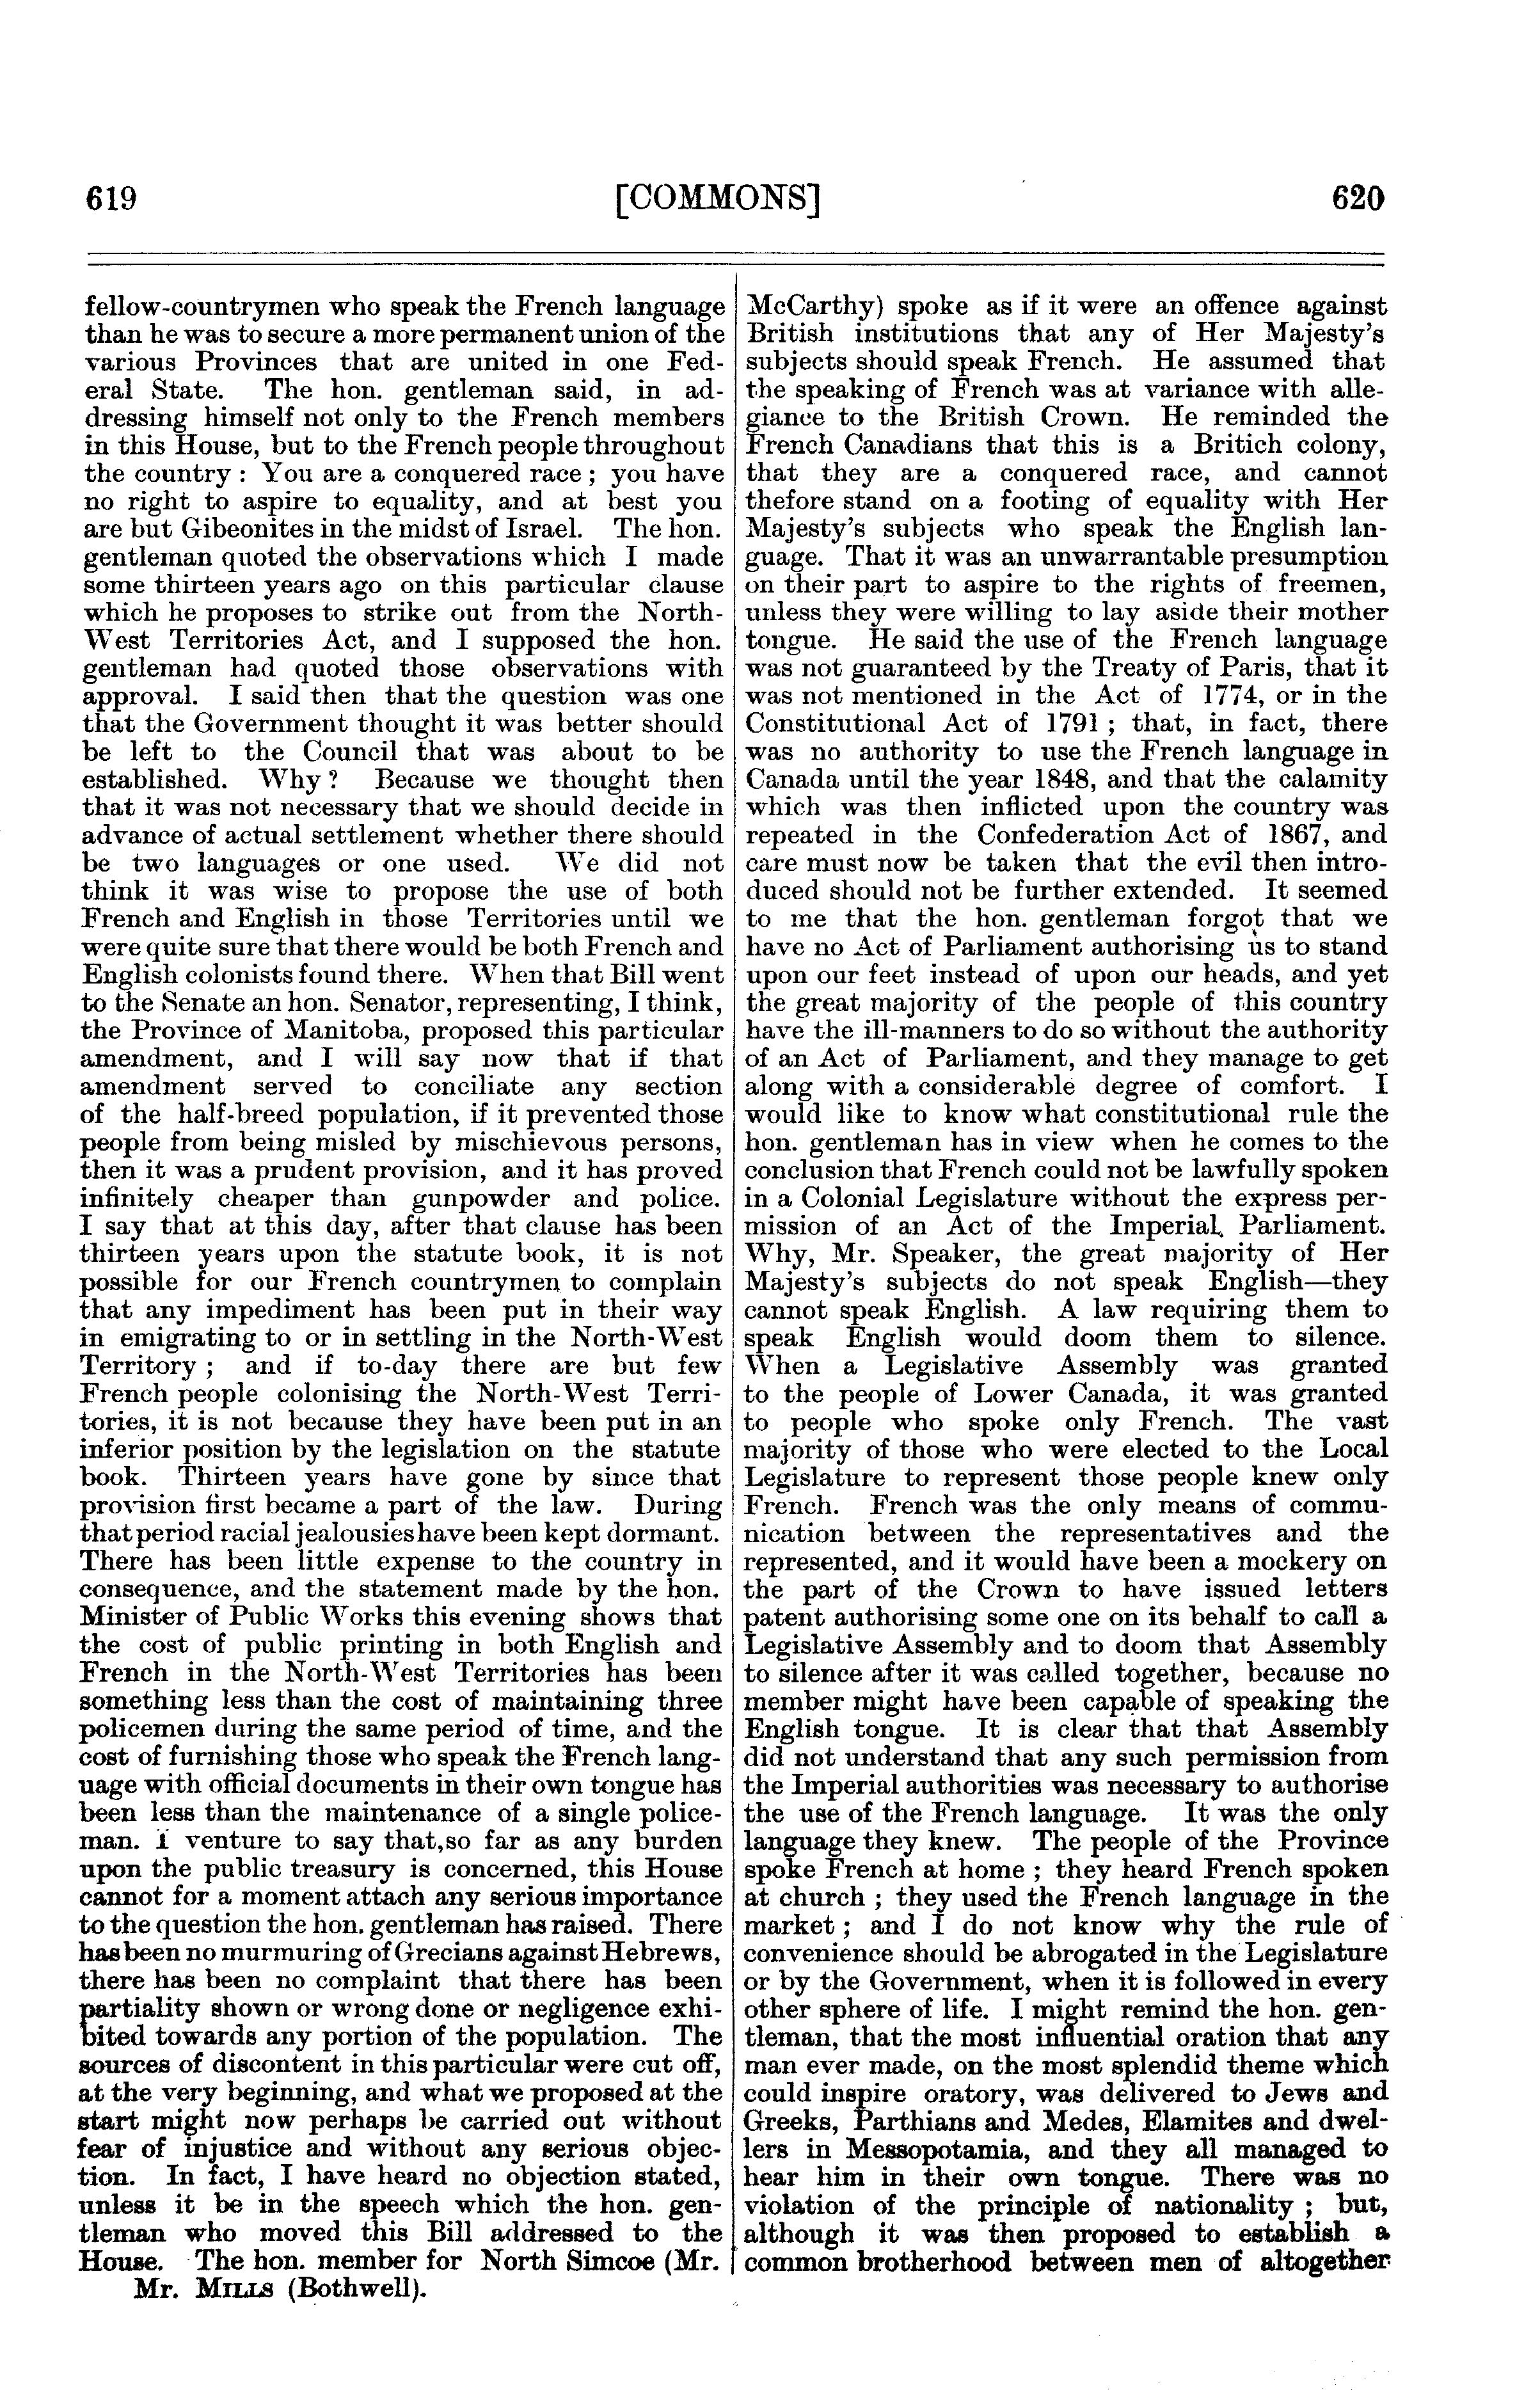 619
[COMMONS]
620
fellow-countrymen who speak the French language
than he was to secure a more permanent union of the
various Provinces that are united in one Fed-
eral State. The hon. gentleman said, in ad-
dressing himself not only to the French members
in this House, but to the French people throughout
the country : You are a conquered race ; you have
no right to aspire to equality, and at best you
are but Gibeonites in the midst of Israel. The hon.
gentleman quoted the observations which I made
some thirteen years ago on this particular clause
which he proposes to strike out from the North-
West Territories Act, and I supposed the hon.
gentleman had quoted those observations with
approval. I said then that the question was one
that the Government thought it was better should
be left to the Council that was about to be
established. Why ? Because we thought then
that it was not necessary that we should decide in
advance of actual settlement whether there should
be two languages or one used. We did not
think it was wise to propose the use of both
French and English in those Territories until we
were quite sure that there would be both French and
English colonists found there. When that Bill went
to the Senate an hon. Senator, representing, I think,
the Province of Manitoba, proposed this particular
amendment, and I will say now that if that
amendment served to conciliate any section
of the half-breed population, if it prevented those
people from being misled by mischievous persons,
then it was a prudent provision, and it has proved
infinitely cheaper than gunpowder and police.
I say that at this day, after that clause has been
thirteen years upon the statute book, it is not
possible for our French countrymen to complain
that any impediment has been put in their way
in emigrating to or in settling in the North-West
Territory ; and if to-day there are but few
French people colonising the North-West Terri-
tories, it is not because they have been put in an
inferior position by the legislation on the statute
book. Thirteen years have gone by since that
provision first became a part of the law. During
that period racial jealousies have been kept dormant.
There has been little expense to the country in
consequence, and the statement made by the hon.
Minister of Public Works this evening shows that
the cost of public printing in both English and
French in the North-West Territories has been
something less than the cost of maintaining three
policemen during the same period of time, and the
cost of furnishing those who speak the French lang-
uage with official documents in their own tongue has
been less than the maintenance of a single police-
man. I venture to say that, so far as any burden
upon the public treasury is concerned, this House
cannot for a moment attach any serious importance
to the question the hon. gentleman has raised. There
has been no murmuring of Grecians against Hebrews,
there has been no complaint that there has been
partiality shown or wrong done or negligence exhi-
bited towards any portion of the population. The
sources of discontent in this particular were cut off,
at the very beginning, and what we proposed at the
start might now perhaps be carried out without
fear of injustice and without any serious objec-
tion. In fact, I have heard no objection stated,
unless it be in the speech which the hon. gen-
tleman who moved this Bill addressed to the
House. The hon. member for North Simcoe (Mr.
Mr. MILLS (Bothwell).
McCarthy) spoke as if it were an offence against
British institutions that any of Her Majesty's
subjects should speak French. He assumed that
the speaking of French was at variance with alle-
giance to the British Crown. He reminded the
French Canadians that this is a Britich colony,
that they are a conquered race, and cannot
thefore stand on a footing of equality with Her
Majesty's subjects who speak the English lan-
guage. That it was an unwarrantable presumption
on their part to aspire to the rights of freemen,
unless they were willing to lay aside their mother
tongue. He said the use of the French language
was not guaranteed by the Treaty of Paris, that it
was not mentioned in the Act of 1774, or in the
Constitutional Act of 1791 ; that, in fact, there
was no authority to use the French language in
Canada until the year 1848, and that the calamity
which was then inflicted upon the country was
repeated in the Confederation Act of 1867, and
care must now be taken that the evil then intro-
duced should not be further extended. It seemed
to me that the hon. gentleman forgot that we
have no Act of Parliament authorising us to stand
upon our feet instead of upon our heads, and yet
the great majority of the people of this country
have the ill-manners to do so without the authority
of an Act of Parliament, and they manage to get
along with a considerable degree of comfort. I
would like to know what constitutional rule the
hon. gentleman has in view when he comes to the
conclusion that French could not be lawfully spoken
in a Colonial Legislature without the express per-
mission of an Act of the Imperial Parliament.
Why, Mr. Speaker, the great majority of Her
Majesty's subjects do not speak English—they
cannot speak English. A law requiring them to
speak English would doom them to silence.
When a Legislative Assembly was granted
to the people of Lower Canada, it was granted
to people who spoke only French. The vast
majority of those who were elected to the Local
Legislature to represent those people knew only
French. French was the only means of commu-
nication between the representatives and the
represented, and it would have been a mockery on
the part of the Crown to have issued letters
patent authorising some one on its behalf to call a
Legislative Assembly and to doom that Assembly
to silence after it was called together, because no
member might have been capable of speaking the
English tongue. It is clear that that Assembly
did not understand that any such permission from
the Imperial authorities was necessary to authorise
the use of the French language. It was the only
language they knew. The people of the Province
spoke French at home ; they heard French spoken
at church ; they used the French language in the
market ; and I do not know why the rule of
convenience should be abrogated in the Legislature
or by the Government, when it is followed in every
other sphere of life. I might remind the hon. gen-
tleman, that the most influential oration that any
man ever made, on the most splendid theme which
could inspire oratory, was delivered to Jews and
Greeks, Parthians and Medes, Elamites and dwel-
lers in Messopotamia, and they all managed to
hear him in their own tongue. There was no
violation of the principle of nationality ; but,
although it was then proposed to establish a
common brotherhood between men of altogether